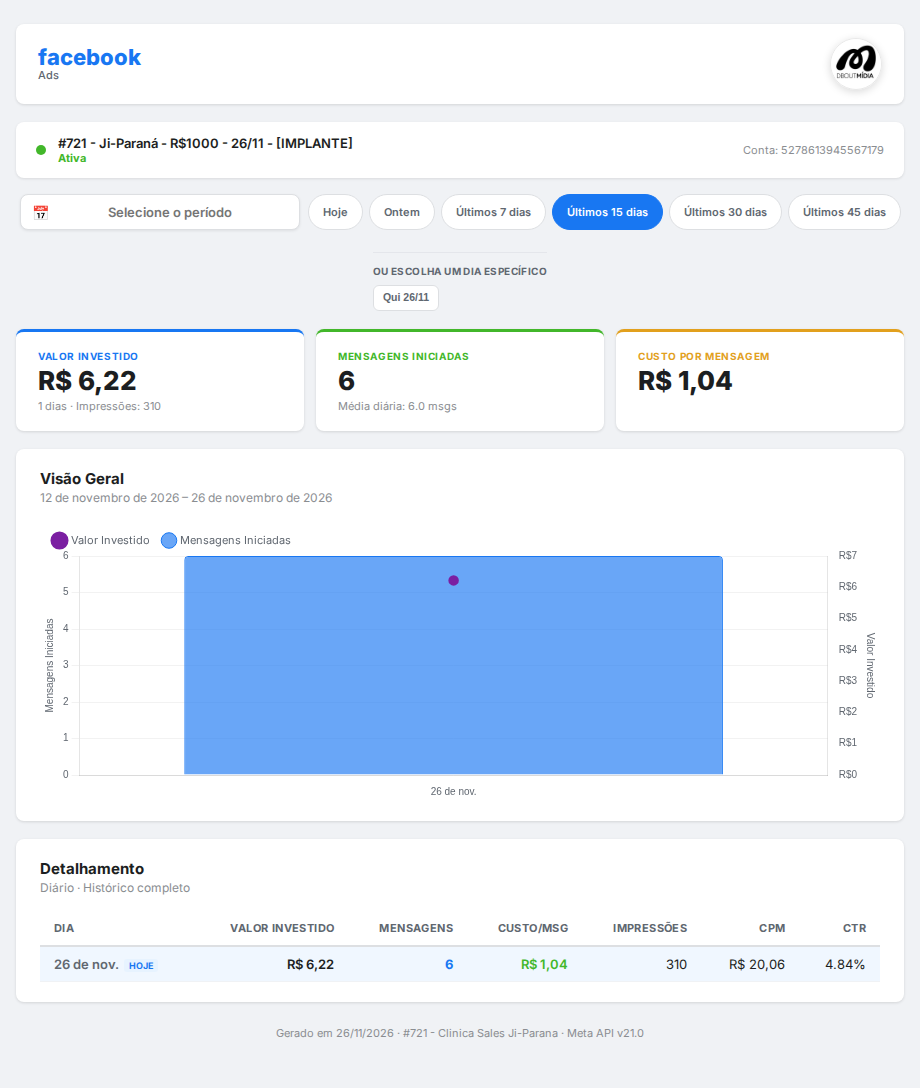 facebook
Ads
DBOUTMÍDIA
#721 - Ji-Paraná - R$1000 - 26/11 - [IMPLANTE]
Ativa
Conta: 5278613945567179
Selecione o período
Hoje
Ontem
Últimos 7 dias
Últimos 15 dias
Últimos 30 dias
Últimos 45 dias
OU ESCOLHA UM DIA ESPECÍFICO
Qui 26/11
VALOR INVESTIDO
R$ 6,22
1 dias · Impressões: 310
MENSAGENS INICIADAS
6
Média diária: 6.0 msgs
CUSTO POR MENSAGEM
R$ 1,04
Visão Geral
12 de novembro de 2026 – 26 de novembro de 2026
Valor Investido
Mensagens Iniciadas
6
5
4
3
2
1
0
Mensagens Iniciadas
R$7
R$6
R$5
R$4
R$3
R$2
R$1
R$0
Valor Investido
26 de nov.
Detalhamento
Diário · Histórico completo
DIA VALOR INVESTIDO MENSAGENS CUSTO/MSG IMPRESSÕES CPM CTR
26 de nov. HOJE R$ 6,22 6 R$ 1,04 310 R$ 20,06 4.84%
Gerado em 26/11/2026 · #721 - Clinica Sales Ji-Parana · Meta API v21.0